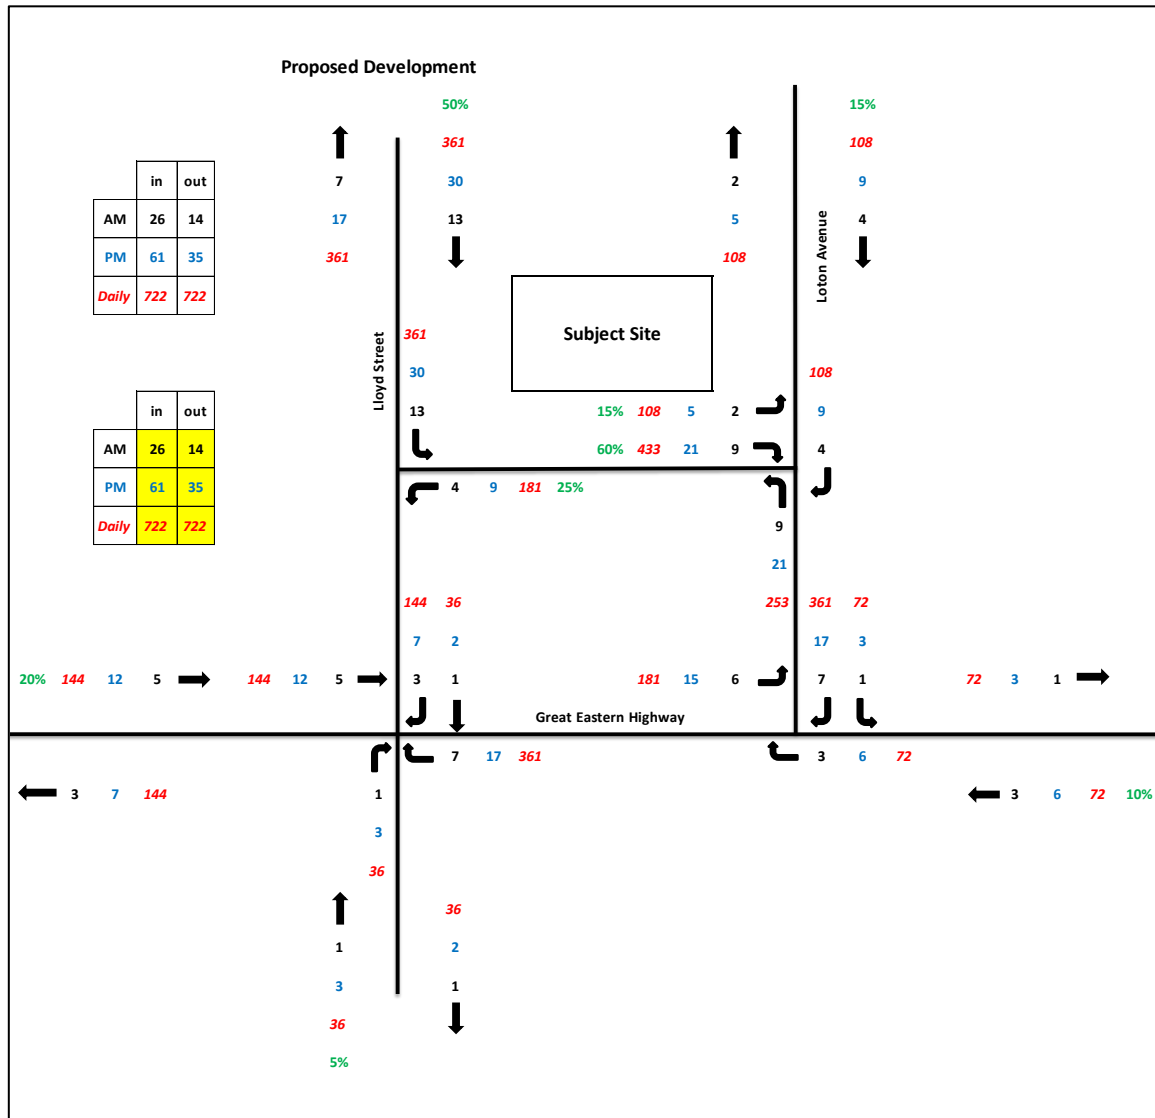 Proposed Development
50% 15%
361 108
in out 7 30 2 9
AM 26 14 17 13 5 4
PM 61 35
Daily 722 722 361 108
Loton Avenue
Lloyd Street
361 Subject Site
30 108
in out 13 15% 108 5 2 9
AM 26 14 60% 433 21 9 4
PM 61 35 4 9 181 25%
Daily 722 722 9
21
144 36 253 361 72
7 2 17 3
20% 144 12 5 144 12 5 3 1 181 15 6 7 1 72 3 1
Great Eastern Highway
7 17 361 3 6 72
3 7 144 1 3 6 72 10%
3
36
36
1 2
3 1
36
5%